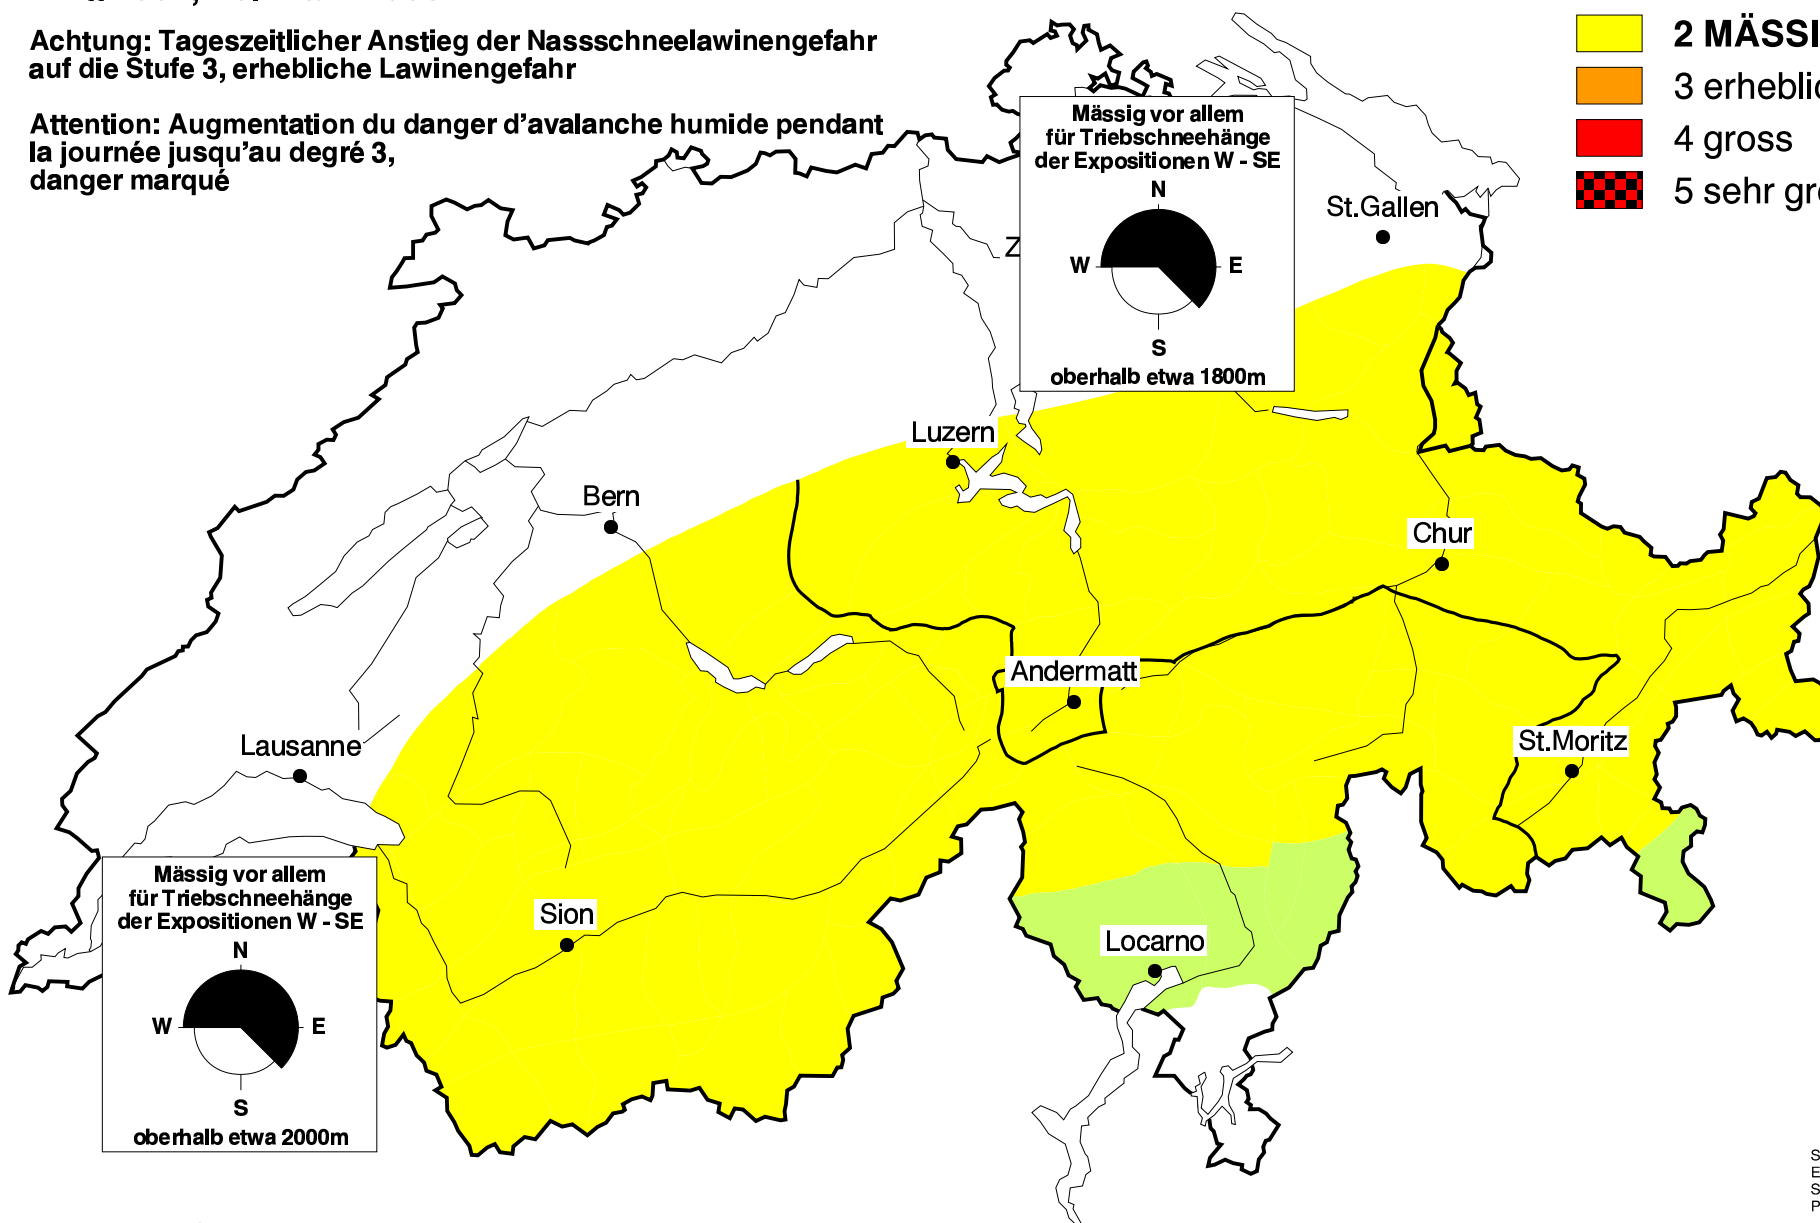 Achtung: Tageszeitlicher Anstieg der Nassschneelawinengefahr
auf die Stufe 3, erhebliche Lawinengefahr
Attention: Augmentation du danger d'avalanche humide pendant
la journée jusqu'au degré 3,
danger marqué
2 MÄSSI
3 erheblic
4 gross
5 sehr gr
Mässig vor allem
für Triebschneehänge
der Expositionen W - SE
N
W
E
S
oberhalb etwa 1800m
St.Gallen
Z
Luzern
Bern
Chur
Andermatt
St.Moritz
Lausanne
Sion
Locarno
Mässig vor allem
für Triebschneehänge
der Expositionen W - SE
N
W
E
S
oberhalb etwa 2000m
S
E
S
P